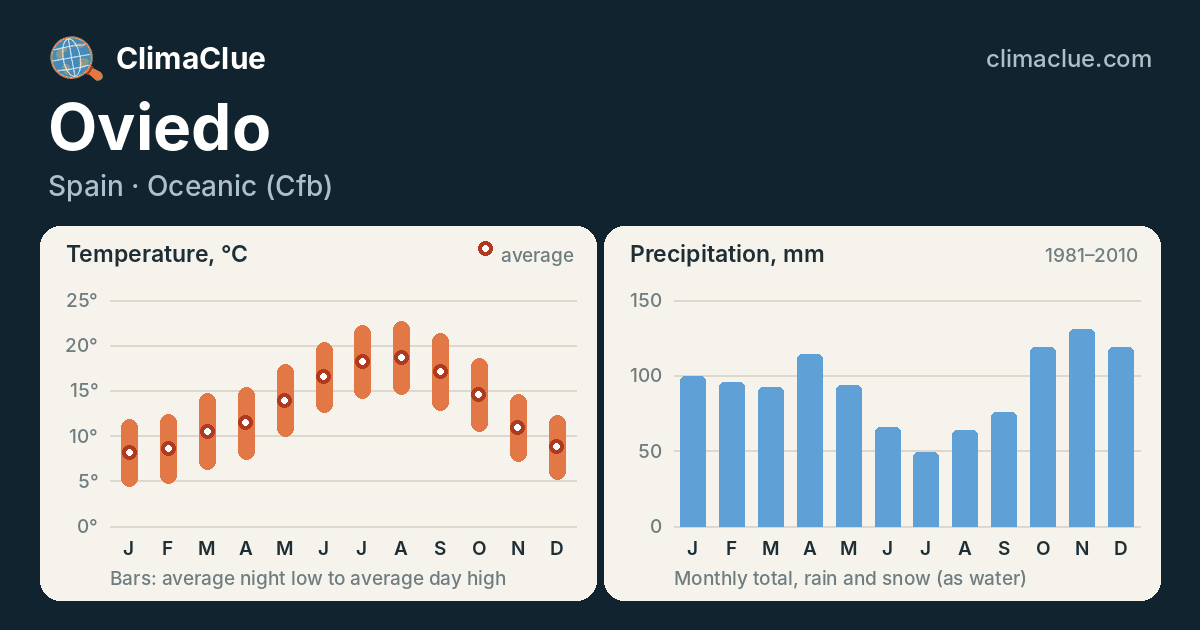 ClimaClue
climaclue.com
Oviedo
Spain · Oceanic (Cfb)
Temperature, °C
average
25°
20°
15°
10°
5°
0°
J F M A M J J A S O N D
Bars: average night low to average day high
Precipitation, mm
1981–2010
150
100
50
0
J F M A M J J A S O N D
Monthly total, rain and snow (as water)